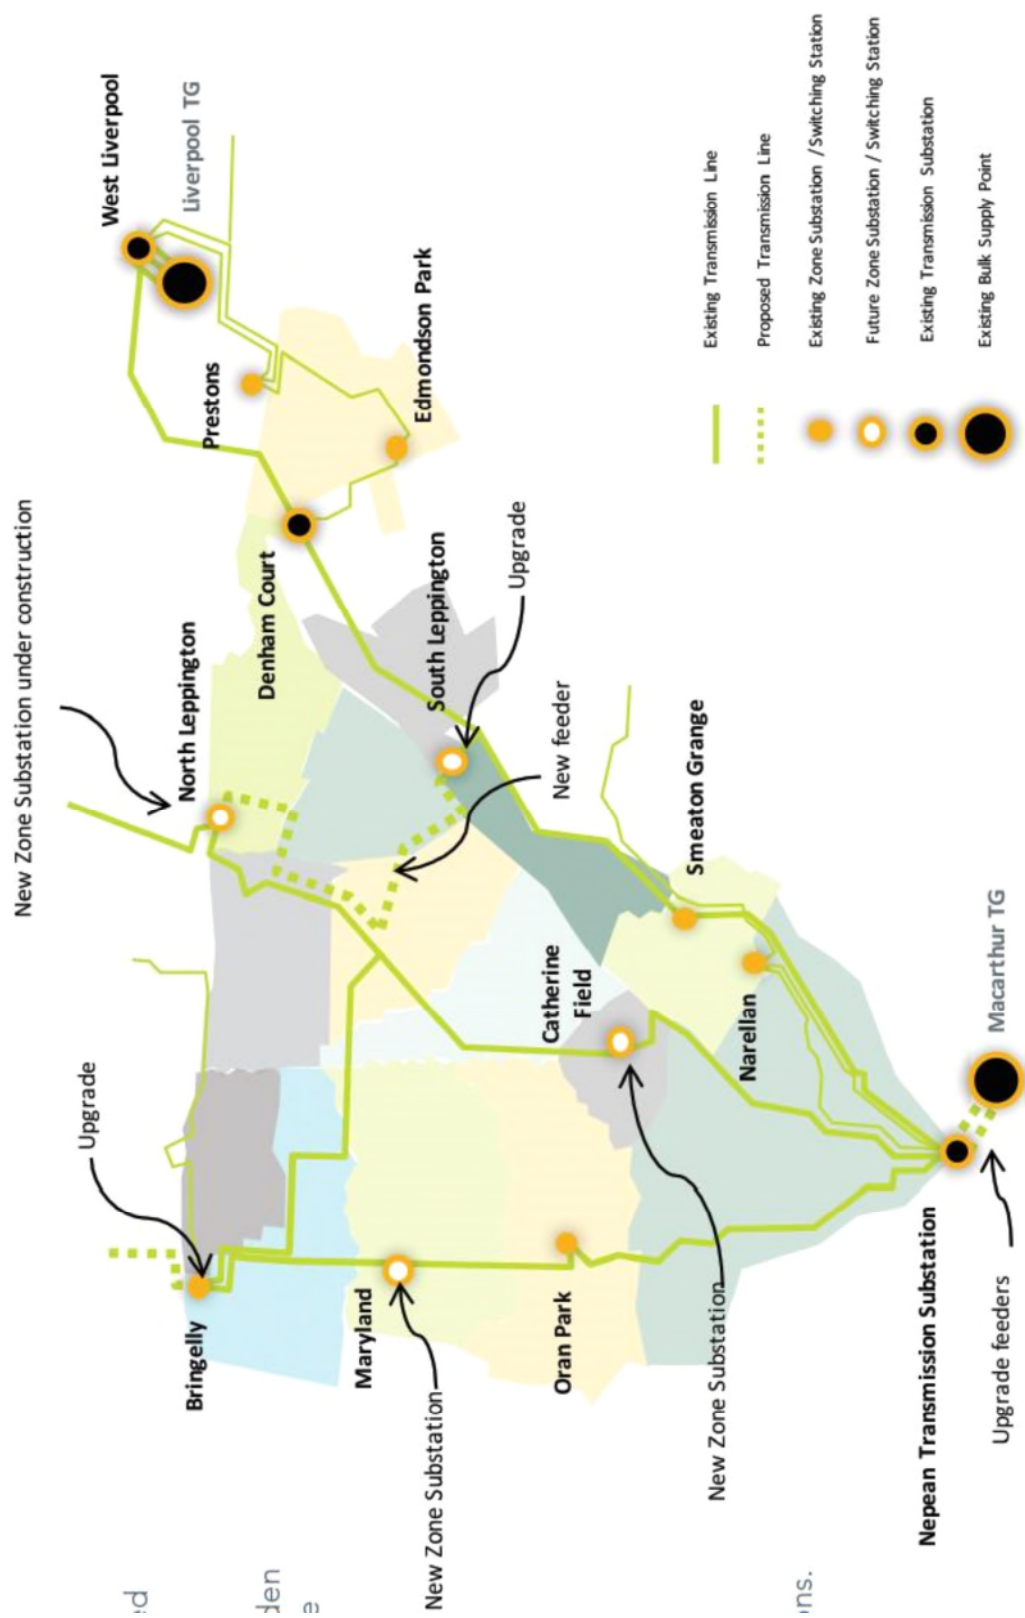 New Zone Substation under construction
West Liverpool
Liverpool TG
Prestons
Edmondson Park
North Leppington
Denham Court
South Leppington
Upgrade
New feeder
Upgrade
Bringelly
Maryland
New Zone Substation
Oran Park
Catherine
Field
New Zone Substation
Smeaton Grange
Narellan
Nepean Transmission Substation
Macarthur TG
Upgrade feeders
Existing Transmission Line
Proposed Transmission Line
Existing Zone Substation / Switching Station
Future Zone Substation / Switching Station
Existing Transmission Substation
Existing Bulk Supply Point
ed
den
e
ons.